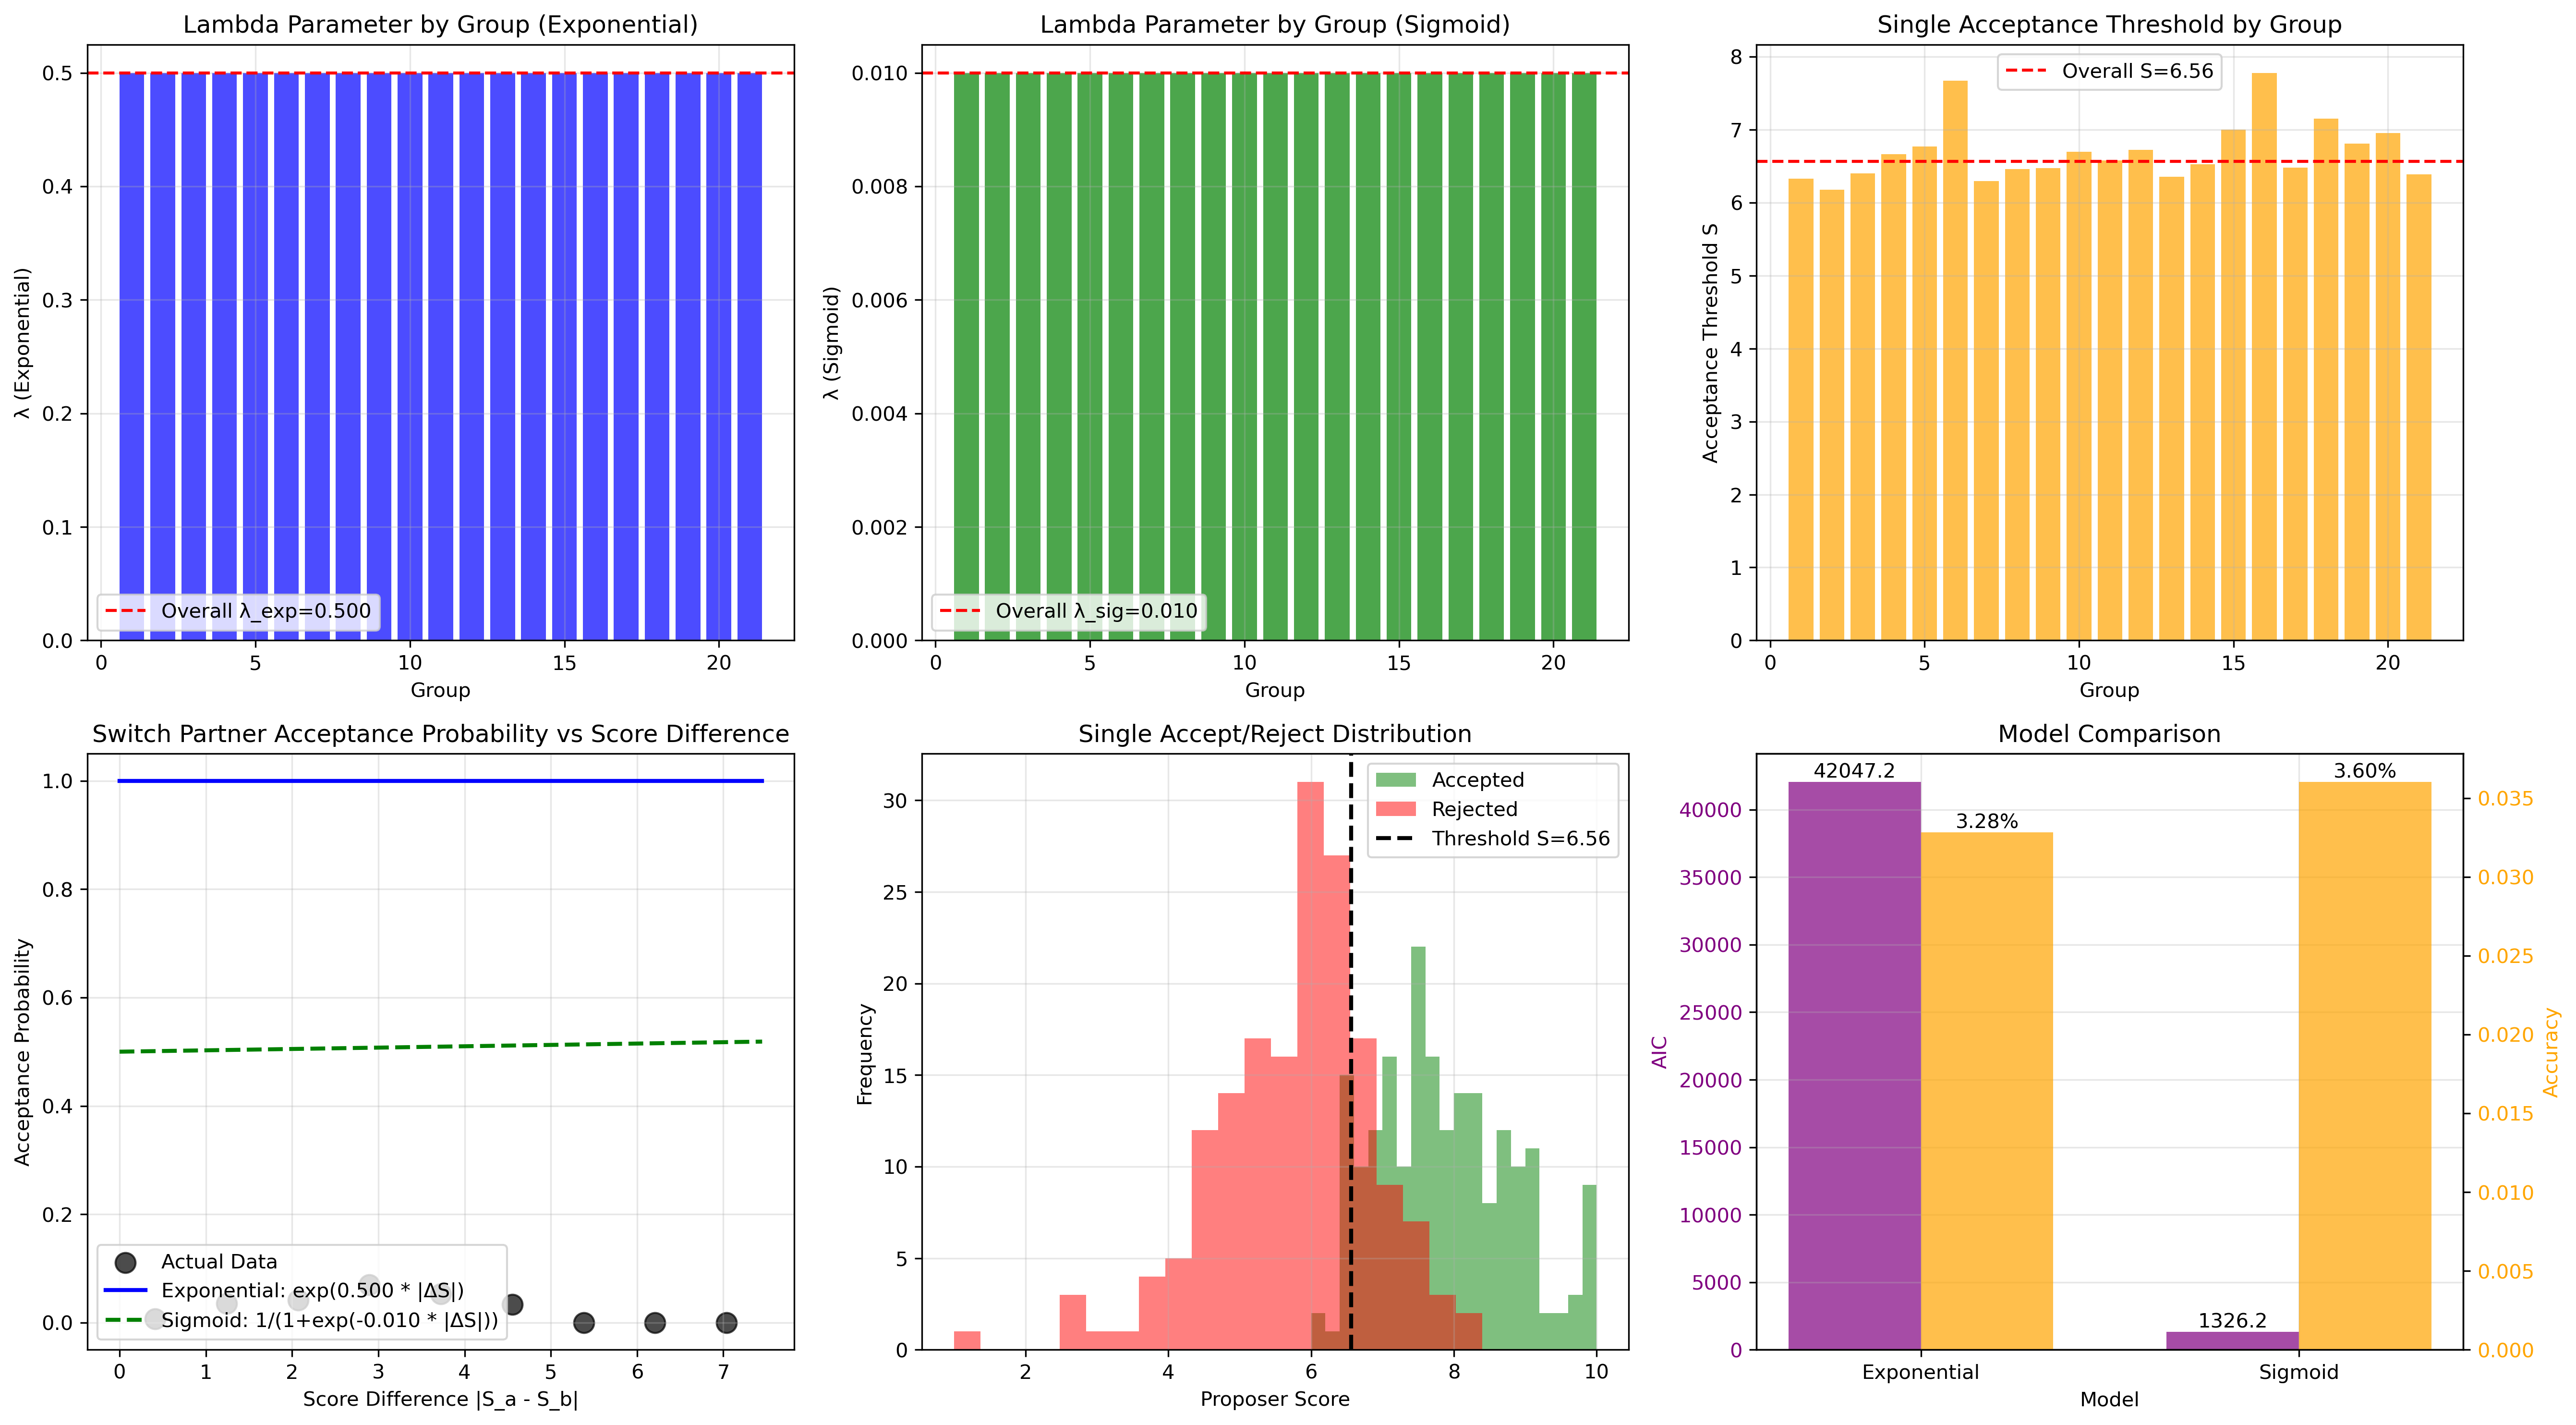 Lambda Parameter by Group (Exponential)
λ (Exponential)
0.5
0.4
0.3
0.2
0.1
0.0
Overall λ_exp=0.500
0 5 10 15 20
Group
Lambda Parameter by Group (Sigmoid)
λ (Sigmoid)
0.010
0.008
0.006
0.004
0.002
0.000
Overall λ_sig=0.010
0 5 10 15 20
Group
Single Acceptance Threshold by Group
Acceptance Threshold S
8
7
6
5
4
3
2
1
0
Overall S=6.56
0 5 10 15 20
Group
Switch Partner Acceptance Probability vs Score Difference
Acceptance Probability
1.0
0.8
0.6
0.4
0.2
0.0
Actual Data
Exponential: exp(0.500 * |ΔS|)
Sigmoid: 1/(1+exp(-0.010 * |ΔS|))
0 1 2 3 4 5 6 7
Score Difference |S_a - S_b|
Single Accept/Reject Distribution
Frequency
30
25
20
15
10
5
0
Accepted
Rejected
Threshold S=6.56
2 4 6 8 10
Proposer Score
Model Comparison
AIC
40000
35000
30000
25000
20000
15000
10000
5000
0
42047.2
3.28%
1326.2
3.60%
0.035
0.030
0.025
0.020
0.015
0.010
0.005
0.000
Accuracy
Exponential Sigmoid
Model